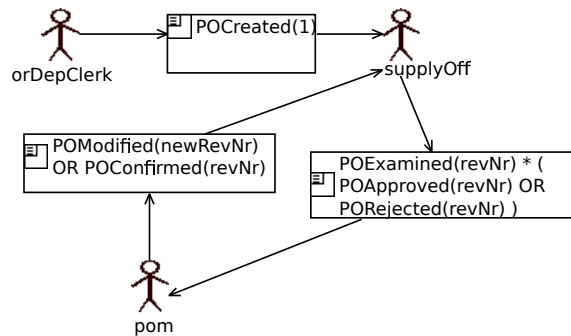 POCreated(1)
orDepClerk
supplyOff
POModified(newRevNr)
OR POConfirmed(revNr)
POExamined(revNr) * (
POApproved(revNr) OR
PORejected(revNr) )
pom